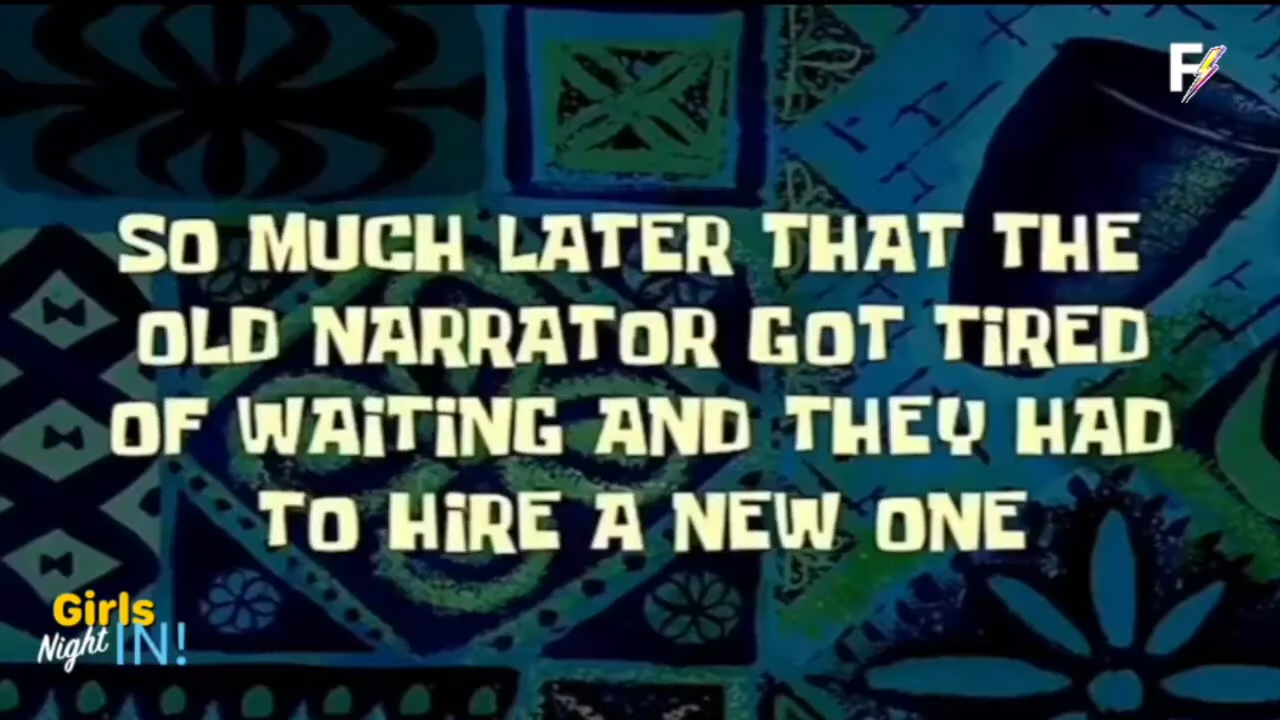 F
SO MUCH LATER THAT THE
OLD NARRATOR GOT TiRED
OF WAiTiNG AND THEY HAD
TO HiRE A NEW ONE
Girls
Night IN!